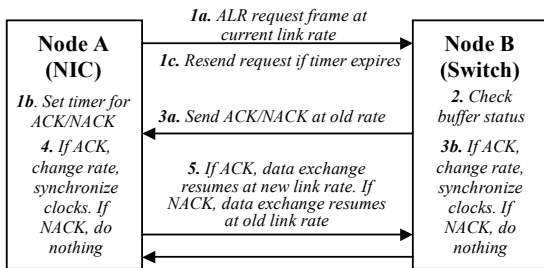 Node A
(NIC)
1b. Set timer for
ACK/NACK
4. If ACK,
change rate,
synchronize
clocks. If
NACK, do
nothing
1a. ALR request frame at
current link rate
1c. Resend request if timer expires
3a. Send ACK/NACK at old rate
5. If ACK, data exchange
resumes at new link rate. If
NACK, data exchange resumes
at old link rate
Node B
(Switch)
2. Check
buffer status
3b. If ACK,
change rate,
synchronize
clocks. If
NACK, do
nothing